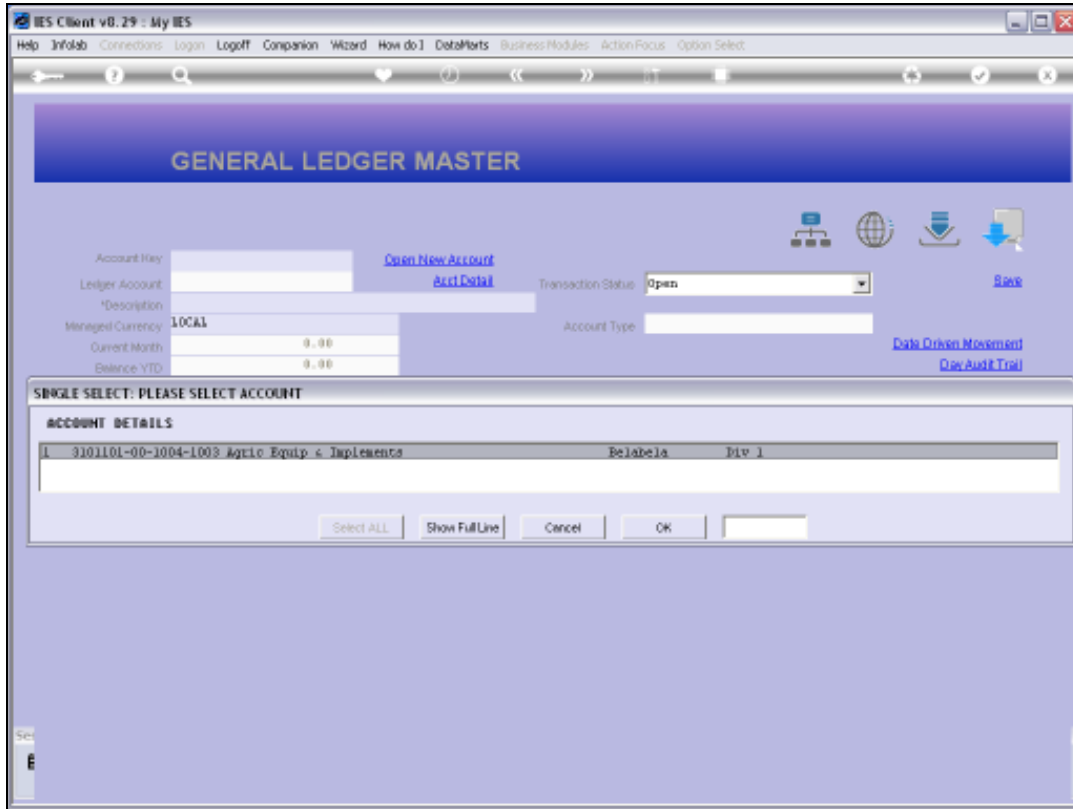 IES Client v8.29 : My IES
Help Infolab Connections Logon Logoff Companion Wizard How do I DataMarts Business Modules Action Focus Option Select
GENERAL LEDGER MASTER
Account Key Open New Account
Ledger Account Acct Detail Transaction Status Open Save
*Description
Managed Currency LOCAL Account Type
Current Month 0.00 Date Driven Movement
Balance YTD 0.00 Day Audit Trail
SINGLE SELECT: PLEASE SELECT ACCOUNT
ACCOUNT DETAILS
1 3101101-00-1004-1003 Agric Equip & Implements Belabela Div 1
Select ALL Show Full Line Cancel OK